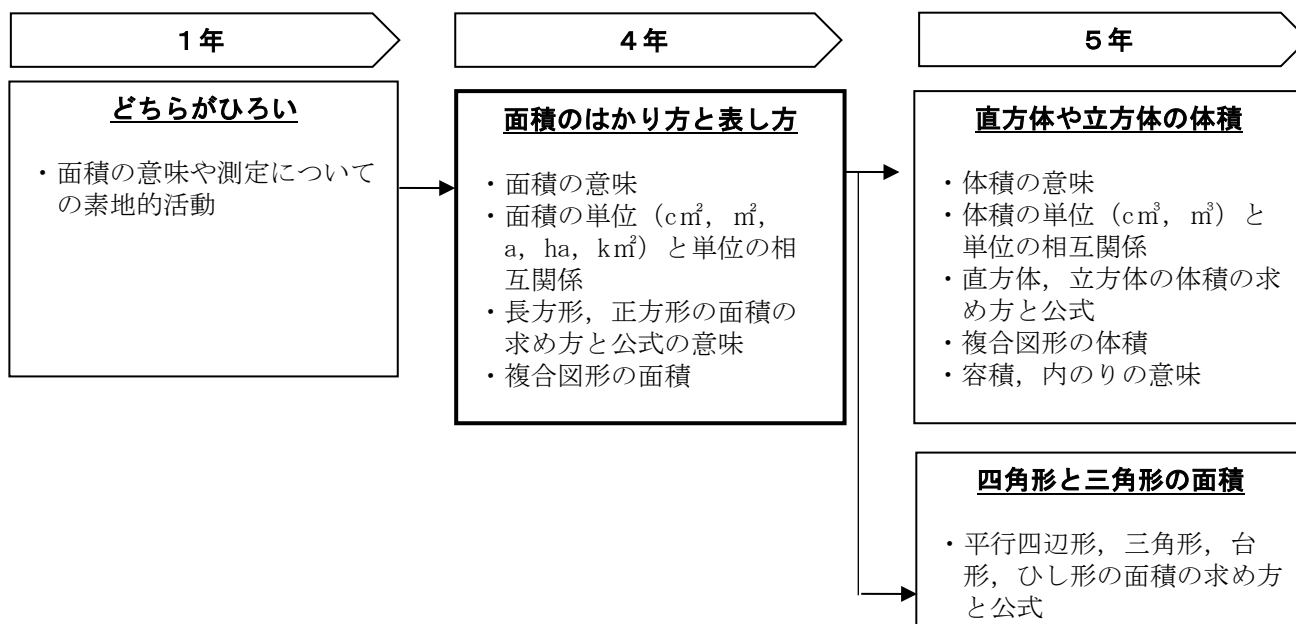 １年
４年
５年
どちらがひろい
・面積の意味や測定について
の素地的活動
面積のはかり方と表し方
・面積の意味
・面積の単位（c㎡，㎡，
a，ha，k㎡）と単位の相
互関係
・長方形，正方形の面積の
求め方と公式の意味
・複合図形の面積
直方体や立方体の体積
・体積の意味
・体積の単位（c㎥，㎥）と
単位の相互関係
・直方体，立方体の体積の求
め方と公式
・複合図形の体積
・容積，内のりの意味
四角形と三角形の面積
・平行四辺形，三角形，台
形，ひし形の面積の求め方
と公式